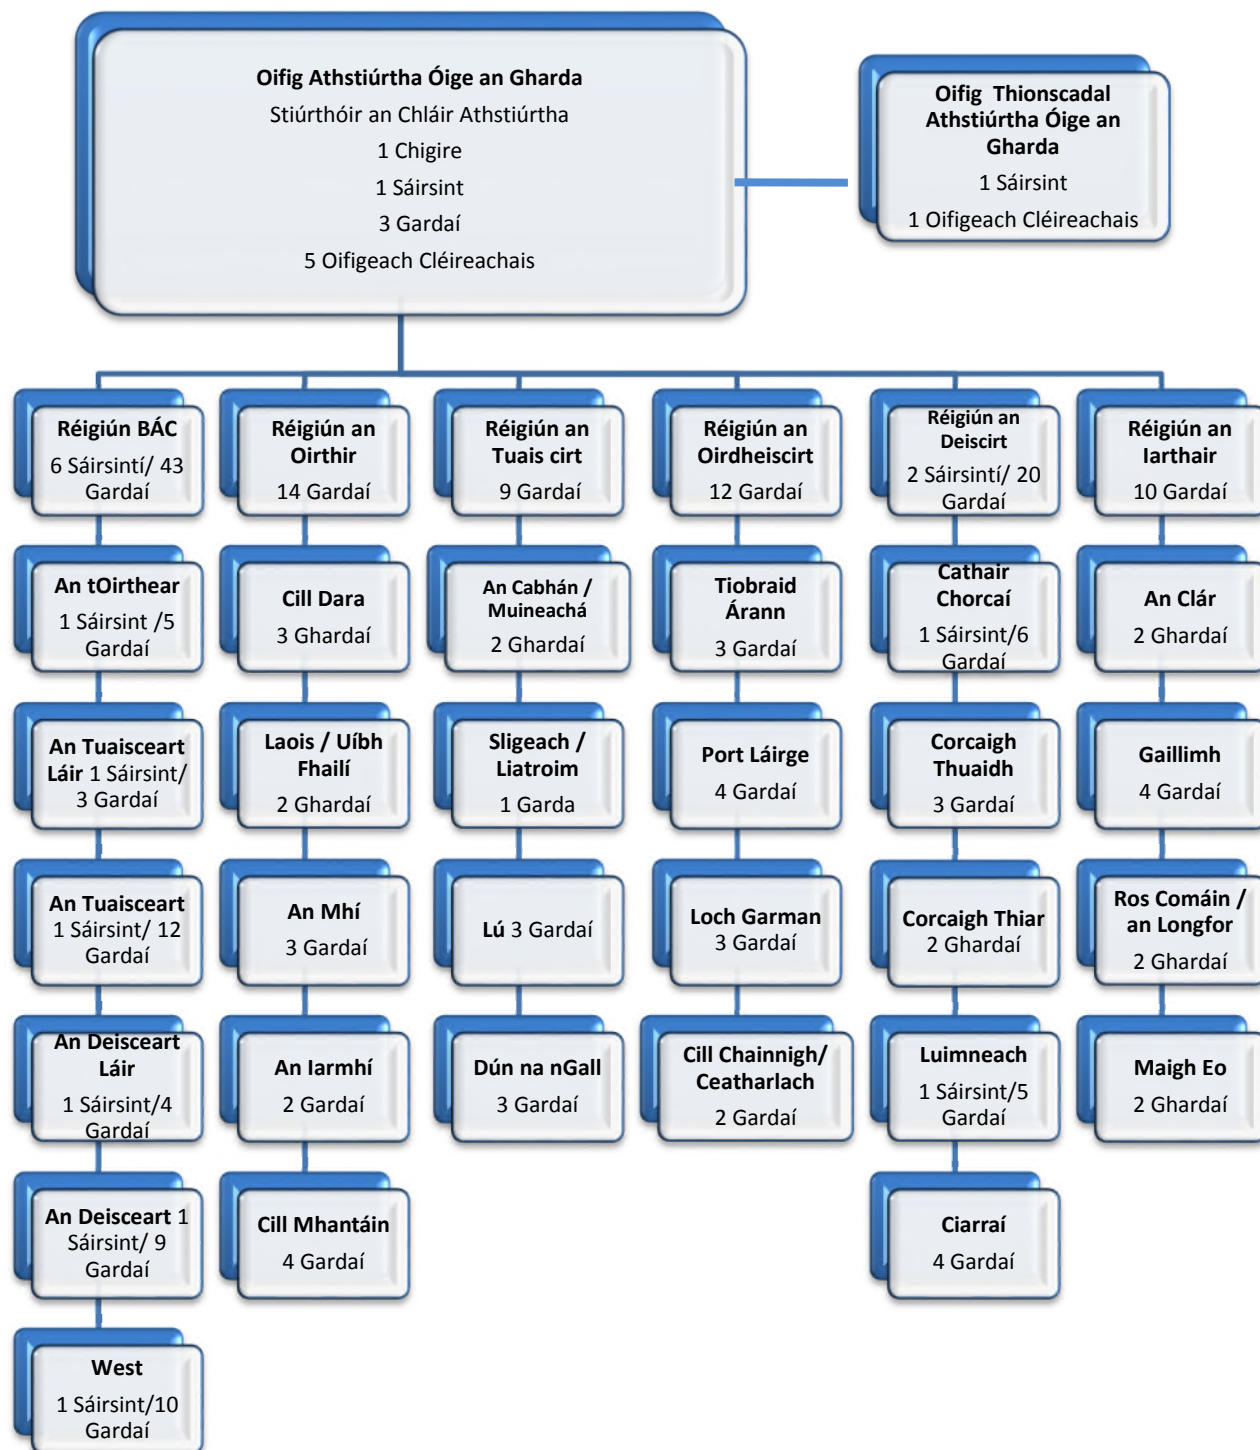 Oifig Athstiúrtha Óige an Gharda
Stiúrthóir an Chláir Athstiúrtha
1 Chigire
1 Sáirsint
3 Gardaí
5 Oifigeach Cléireachais
Oifig Thionscadal
Athstiúrtha Óige an
Gharda
1 Sáirsint
1 Oifigeach Cléireachais
Réigiún BÁC
6 Sáirsintí/ 43
Gardaí
An tOirthear
1 Sáirsint /5
Gardaí
An Tuaisceart
Láir 1 Sáirsint/
3 Gardaí
An Tuaisceart
1 Sáirsint/ 12
Gardaí
An Deisceart
Láir
1 Sáirsint/4
Gardaí
An Deisceart 1
Sáirsint/ 9
Gardaí
West
1 Sáirsint/10
Gardaí
Réigiún an
Oirthir
14 Gardaí
Cill Dara
3 Ghardaí
Laois / Uíbh
Fhailí
2 Ghardaí
An Mhí
3 Gardaí
An Iarmhí
2 Gardaí
Cill Mhantáin
4 Gardaí
Réigiún an
Tuais cirt
9 Gardaí
An Cabhán /
Muineachá
2 Ghardaí
Sligeach /
Liatroim
1 Garda
Lú 3 Gardaí
Dún na nGall
3 Gardaí
Réigiún an
Oirdheiscirt
12 Gardaí
Tiobraid
Árann
3 Gardaí
Port Láirge
4 Gardaí
Loch Garman
3 Gardaí
Cill Chainnigh/
Ceatharlach
2 Gardaí
Réigiún an
Deiscirt
2 Sáirsintí/ 20
Gardaí
Cathair
Chorcaí
1 Sáirsint/6
Gardaí
Corcaigh
Thuaidh
3 Gardaí
Corcaigh Thiar
2 Ghardaí
Luimneach
1 Sáirsint/5
Gardaí
Ciarraí
4 Gardaí
Réigiún an
Iarthair
10 Gardaí
An Clár
2 Ghardaí
Gaillimh
4 Gardaí
Ros Comáin /
an Longfor
2 Ghardaí
Maigh Eo
2 Ghardaí